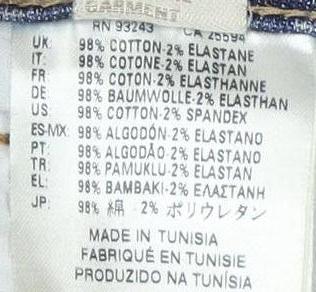 GARMENT
RN 93243 CA 25594
UK: 98% COTTON-2% ELASTANE
IT: 98% COTONE-2% ELASTAN
FR: 98% COTON-2% ELASTHANNE
DE: 98% BAUMWOLLE-2% ELASTHAN
US: 98% COTTON-2% SPANDEX
ES-MX: 98% ALGODÓN-2% ELASTANO
PT: 98% ALGODÃO-2% ELASTANO
TR: 98% PAMUKLU-2% ELASTAN
EL: 98% ΒΑΜΒΑΚΙ-2% ΕΛΑΣΤΑΝΗ
JP: 98% 綿 - 2% ポリウレタン
MADE IN TUNISIA
FABRIQUÉ EN TUNISIE
PRODUZIDO NA TUNÍSIA